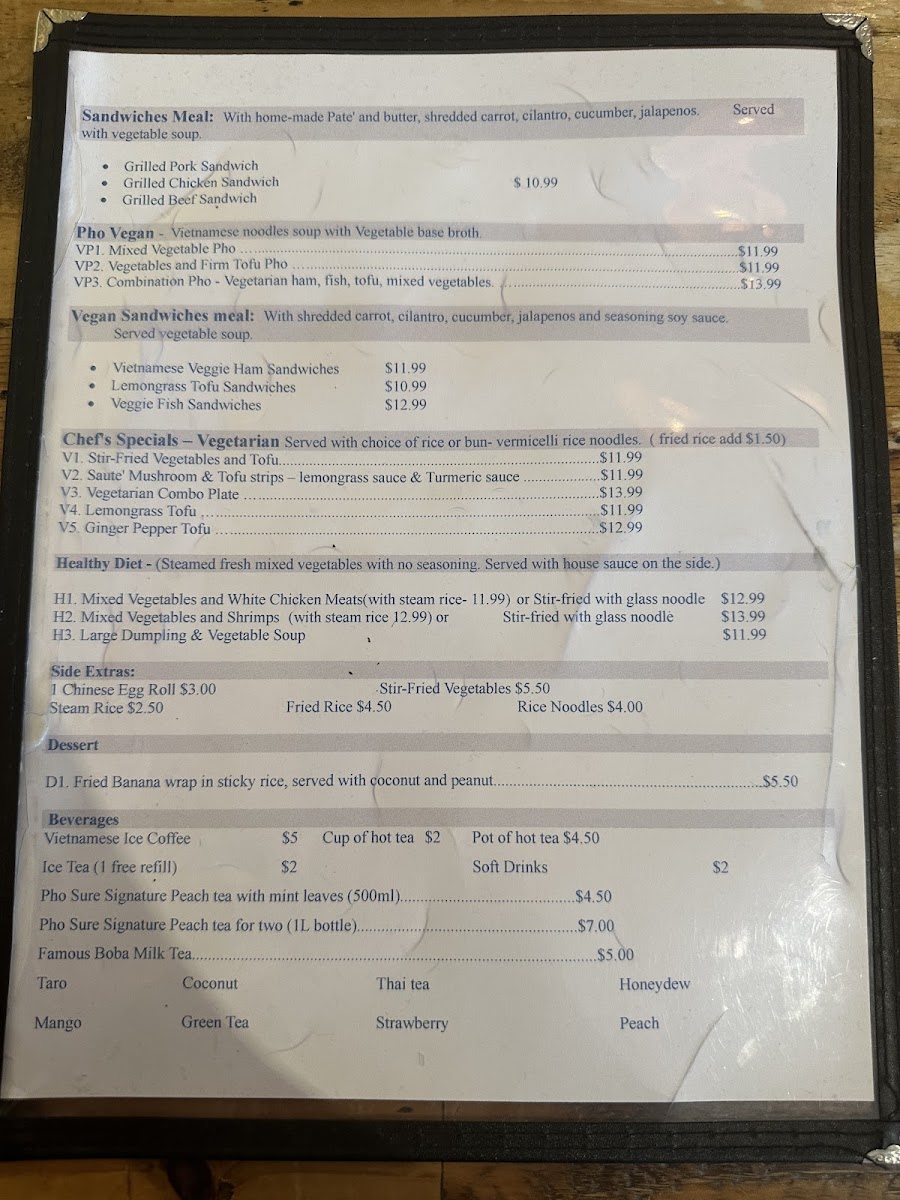 Sandwiches Meal: With home-made Pate' and butter, shredded carrot, cilantro, cucumber, jalapenos. Served
with vegetable soup.
• Grilled Pork Sandwich
• Grilled Chicken Sandwich $ 10.99
• Grilled Beef Sandwich
Pho Vegan - Vietnamese noodles soup with Vegetable base broth.
VP1. Mixed Vegetable Pho ........ $11.99
VP2. Vegetables and Firm Tofu Pho ........ $11.99
VP3. Combination Pho - Vegetarian ham, fish, tofu, mixed vegetables. ........ $13.99
Vegan Sandwiches meal: With shredded carrot, cilantro, cucumber, jalapenos and seasoning soy sauce.
Served vegetable soup.
• Vietnamese Veggie Ham Sandwiches $11.99
• Lemongrass Tofu Sandwiches $10.99
• Veggie Fish Sandwiches $12.99
Chef's Specials – Vegetarian Served with choice of rice or bun- vermicelli rice noodles. ( fried rice add $1.50)
V1. Stir-Fried Vegetables and Tofu........ $11.99
V2. Saute' Mushroom & Tofu strips – lemongrass sauce & Turmeric sauce ........ $11.99
V3. Vegetarian Combo Plate ........ $13.99
V4. Lemongrass Tofu ........ $11.99
V5. Ginger Pepper Tofu ........ $12.99
Healthy Diet - (Steamed fresh mixed vegetables with no seasoning. Served with house sauce on the side.)
H1. Mixed Vegetables and White Chicken Meats(with steam rice- 11.99) or Stir-fried with glass noodle $12.99
H2. Mixed Vegetables and Shrimps (with steam rice 12.99) or Stir-fried with glass noodle $13.99
H3. Large Dumpling & Vegetable Soup $11.99
Side Extras:
1 Chinese Egg Roll $3.00 Stir-Fried Vegetables $5.50
Steam Rice $2.50 Fried Rice $4.50 Rice Noodles $4.00
Dessert
D1. Fried Banana wrap in sticky rice, served with coconut and peanut........ $5.50
Beverages
Vietnamese Ice Coffee $5 Cup of hot tea $2 Pot of hot tea $4.50
Ice Tea (1 free refill) $2 Soft Drinks $2
Pho Sure Signature Peach tea with mint leaves (500ml)........ $4.50
Pho Sure Signature Peach tea for two (1L bottle)........ $7.00
Famous Boba Milk Tea........ $5.00
Taro Coconut Thai tea Honeydew
Mango Green Tea Strawberry Peach